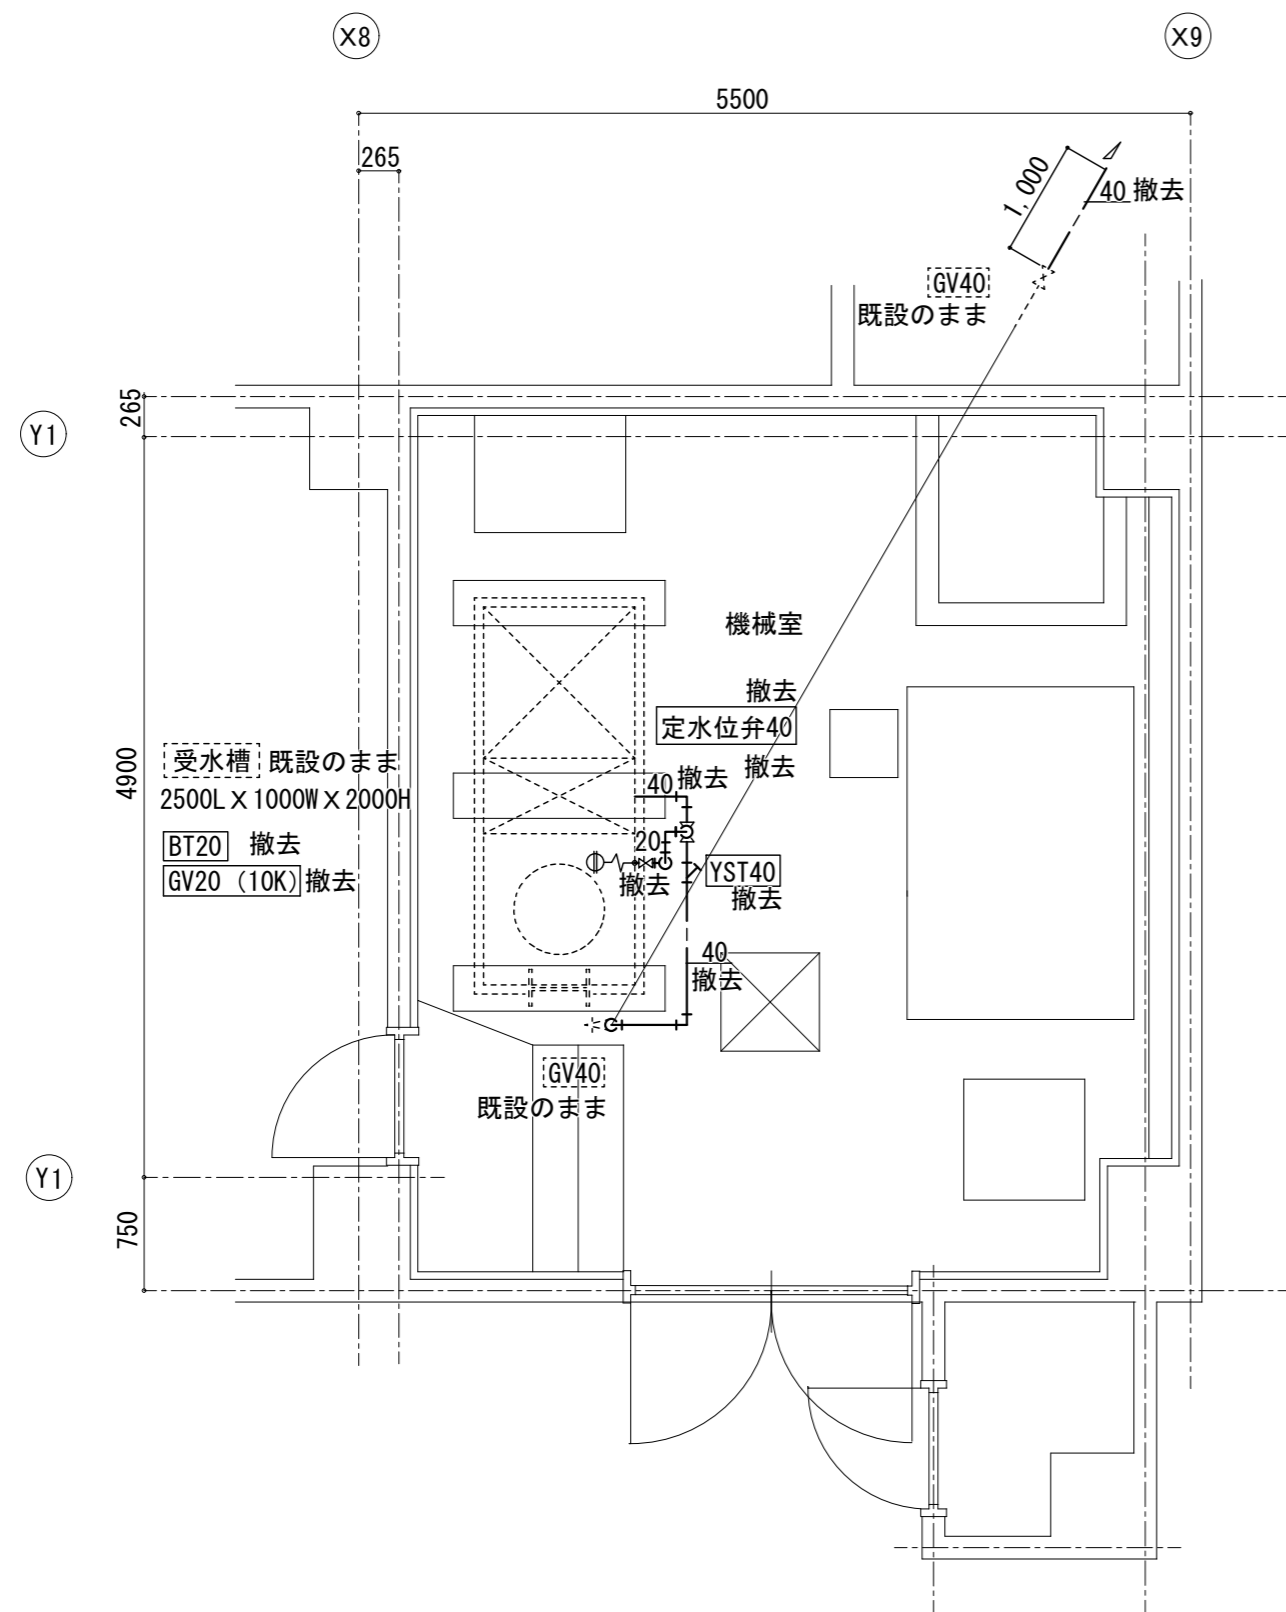 X8
X9
5500
265
1,000
40 撤去
GV40
既設のまま
265
Y1
機械室
撤去
定水位弁40
撤去
4900
受水槽 既設のまま
2500L×1000W×2000H
40 撤去
BT20 撤去
GV20 (10K) 撤去
20
撤去
YST40
撤去
40
撤去
GV40
既設のまま
Y1
750